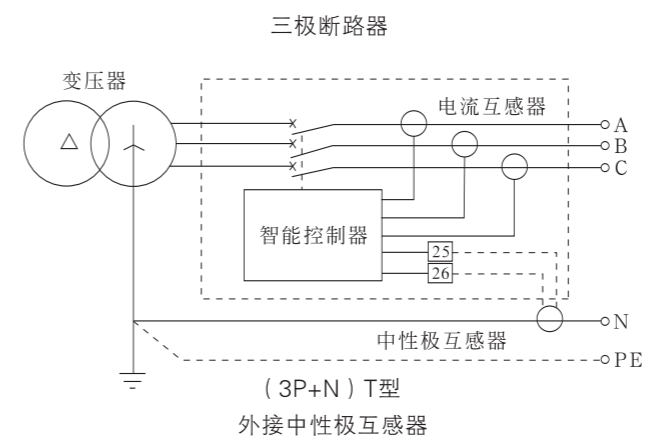 三极断路器
变压器
电流互感器
A
B
C
智能控制器
25
26
N
中性极互感器
PE
（3P+N）T型
外接中性极互感器